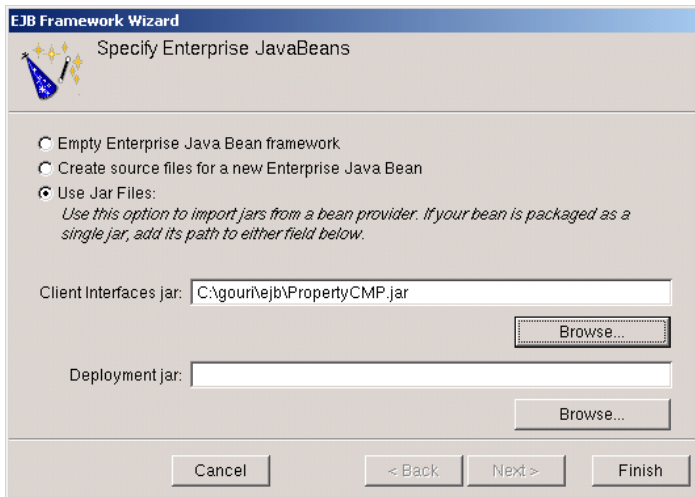 EJB Framework Wizard
Specify Enterprise JavaBeans
Empty Enterprise Java Bean framework
Create source files for a new Enterprise Java Bean
Use Jar Files:
Use this option to import jars from a bean provider. If your bean is packaged as a
single jar, add its path to either field below.
Client Interfaces jar: C:\gouri\ejb\PropertyCMP.jar
Browse...
Deployment jar:
Browse...
Cancel < Back Next > Finish